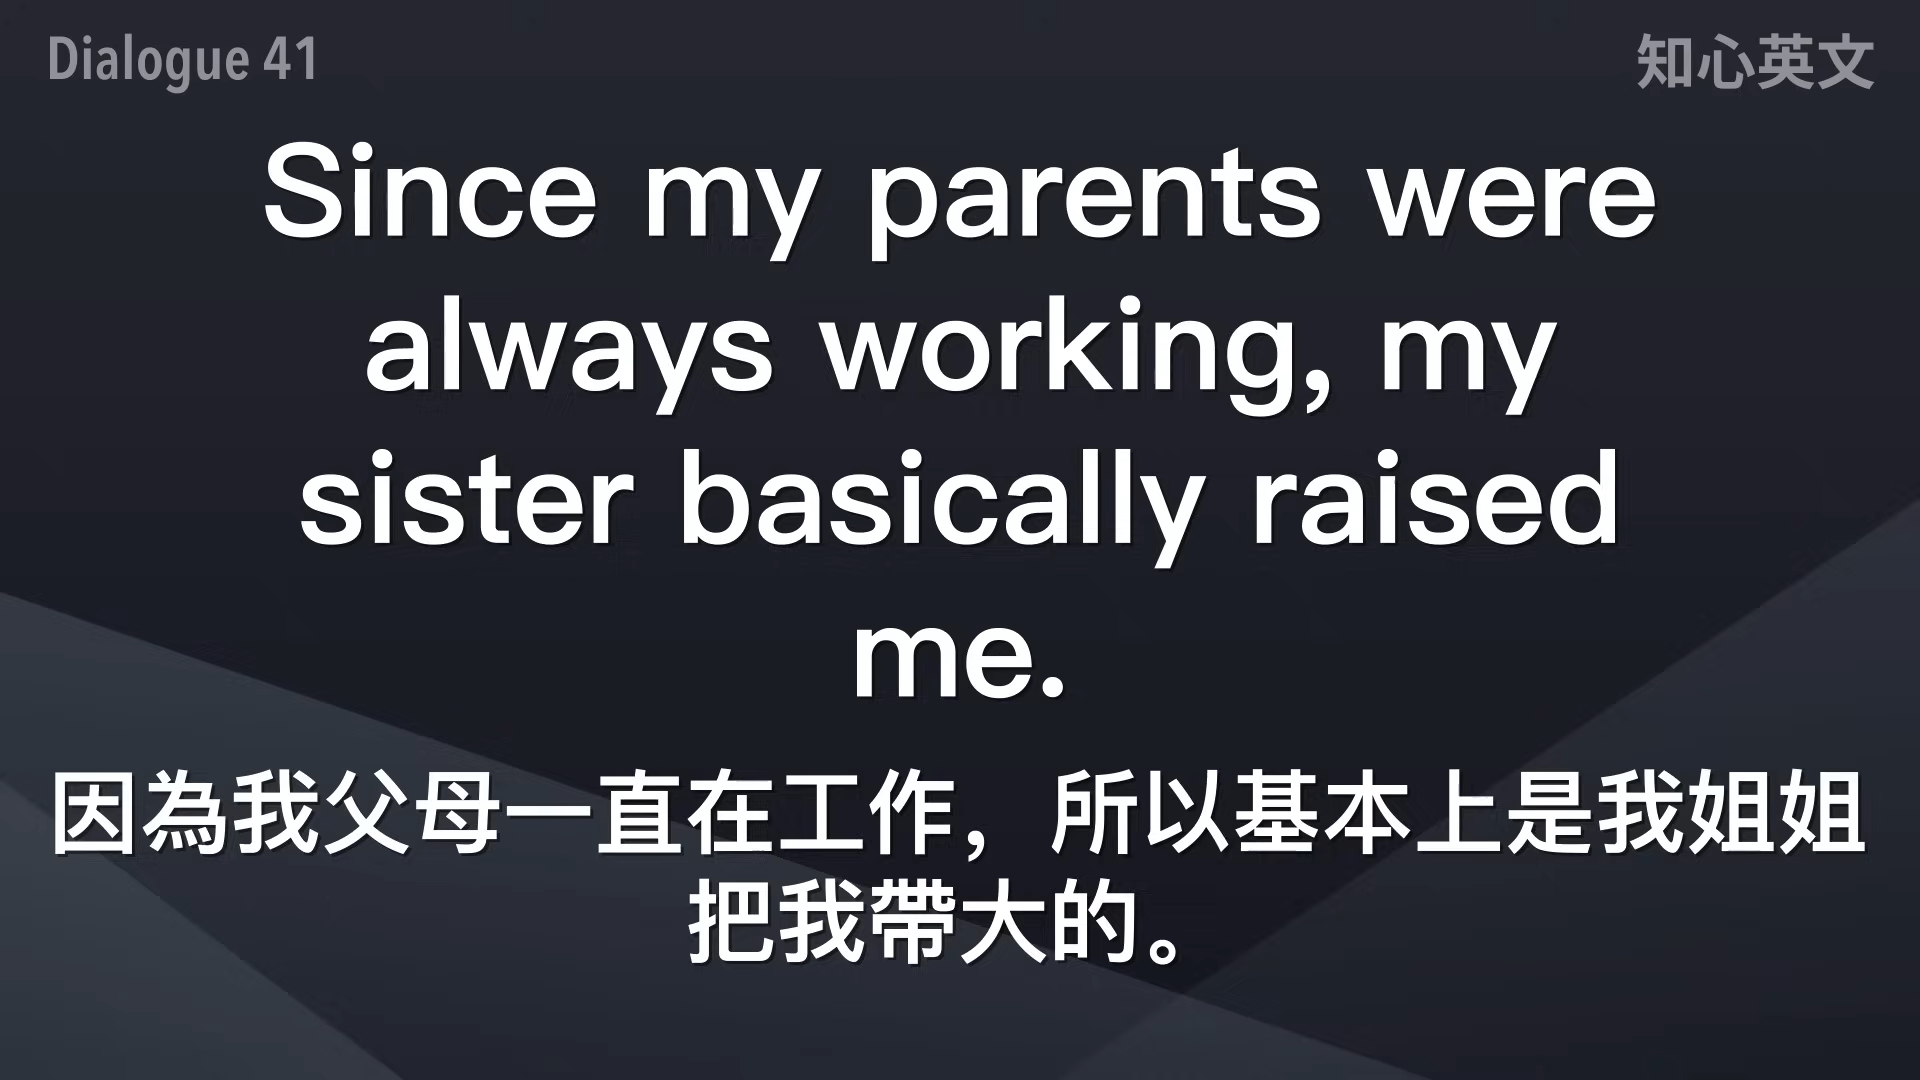 Dialogue 41
知心英文
Since my parents were
always working, my
sister basically raised
me.
因為我父母一直在工作，所以基本上是我姐姐
把我帶大的。